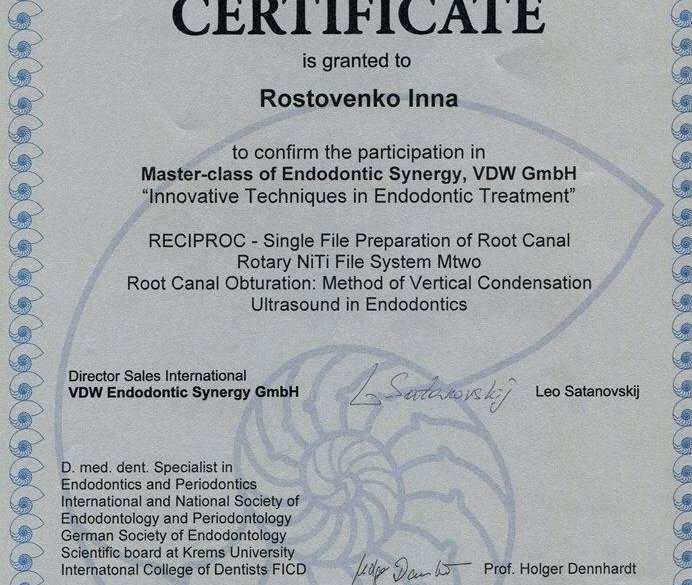 CERTIFICATE
is granted to
Rostovenko Inna
to confirm the participation in
Master-class of Endodontic Synergy, VDW GmbH
“Innovative Techniques in Endodontic Treatment”
RECIPROC - Single File Preparation of Root Canal
Rotary NiTi File System Mtwo
Root Canal Obturation: Method of Vertical Condensation
Ultrasound in Endodontics
Director Sales International
VDW Endodontic Synergy GmbH
L Satanovskij
Leo Satanovskij
D. med. dent. Specialist in
Endodontics and Periodontics
International and National Society of
Endodontology and Periodontology
German Society of Endodontology
Scientific board at Krems University
Internatonal College of Dentists FICD
Prof. Holger Dennhardt